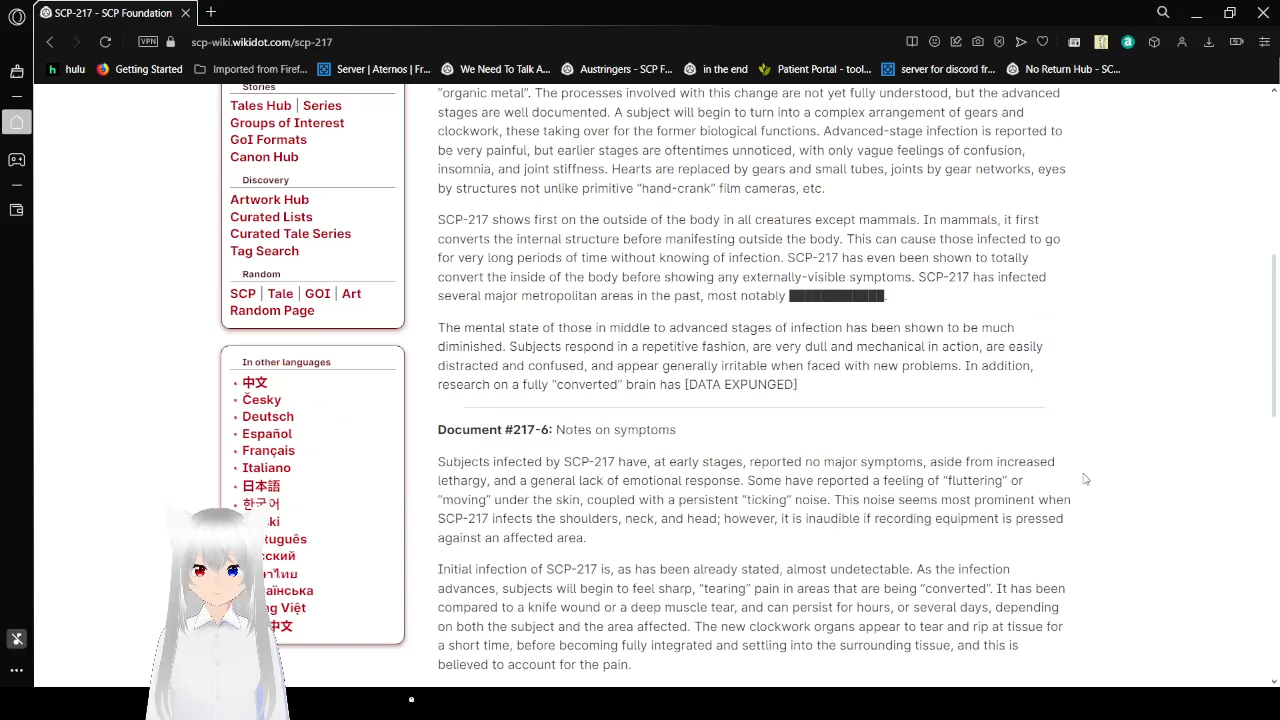 SCP-217 - SCP Foundation
VPN
scp-wiki.wikidot.com/scp-217
hulu
Getting Started
Imported from Firef...
Server | Aternos | Fr...
We Need To Talk A...
Austringers - SCP F...
in the end
Patient Portal - tool...
server for discord fr...
No Return Hub - SC...
Stories
Tales Hub | Series
Groups of Interest
GoI Formats
Canon Hub
Discovery
Artwork Hub
Curated Lists
Curated Tale Series
Tag Search
Random
SCP | Tale | GOI | Art
Random Page
In other languages
中文
Česky
Deutsch
Español
Français
Italiano
日本語
한국어
ski
tuguês
сский
าไทย
аїнська
ng Việt
中文
"organic metal". The processes involved with this change are not yet fully understood, but the advanced
stages are well documented. A subject will begin to turn into a complex arrangement of gears and
clockwork, these taking over for the former biological functions. Advanced-stage infection is reported to
be very painful, but earlier stages are oftentimes unnoticed, with only vague feelings of confusion,
insomnia, and joint stiffness. Hearts are replaced by gears and small tubes, joints by gear networks, eyes
by structures not unlike primitive "hand-crank" film cameras, etc.
SCP-217 shows first on the outside of the body in all creatures except mammals. In mammals, it first
converts the internal structure before manifesting outside the body. This can cause those infected to go
for very long periods of time without knowing of infection. SCP-217 has even been shown to totally
convert the inside of the body before showing any externally-visible symptoms. SCP-217 has infected
several major metropolitan areas in the past, most notably ████████████.
The mental state of those in middle to advanced stages of infection has been shown to be much
diminished. Subjects respond in a repetitive fashion, are very dull and mechanical in action, are easily
distracted and confused, and appear generally irritable when faced with new problems. In addition,
research on a fully "converted" brain has [DATA EXPUNGED]
Document #217-6: Notes on symptoms
Subjects infected by SCP-217 have, at early stages, reported no major symptoms, aside from increased
lethargy, and a general lack of emotional response. Some have reported a feeling of "fluttering" or
"moving" under the skin, coupled with a persistent "ticking" noise. This noise seems most prominent when
SCP-217 infects the shoulders, neck, and head; however, it is inaudible if recording equipment is pressed
against an affected area.
Initial infection of SCP-217 is, as has been already stated, almost undetectable. As the infection
advances, subjects will begin to feel sharp, "tearing" pain in areas that are being "converted". It has been
compared to a knife wound or a deep muscle tear, and can persist for hours, or several days, depending
on both the subject and the area affected. The new clockwork organs appear to tear and rip at tissue for
a short time, before becoming fully integrated and settling into the surrounding tissue, and this is
believed to account for the pain.